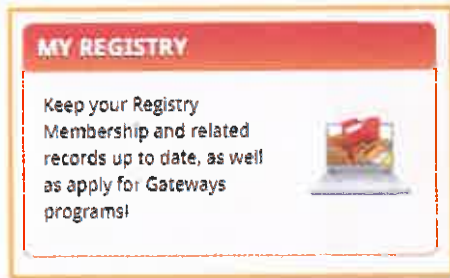 MY REGISTRY
Keep your Registry
Membership and related
records up to date, as well
as apply for Gateways
programs!